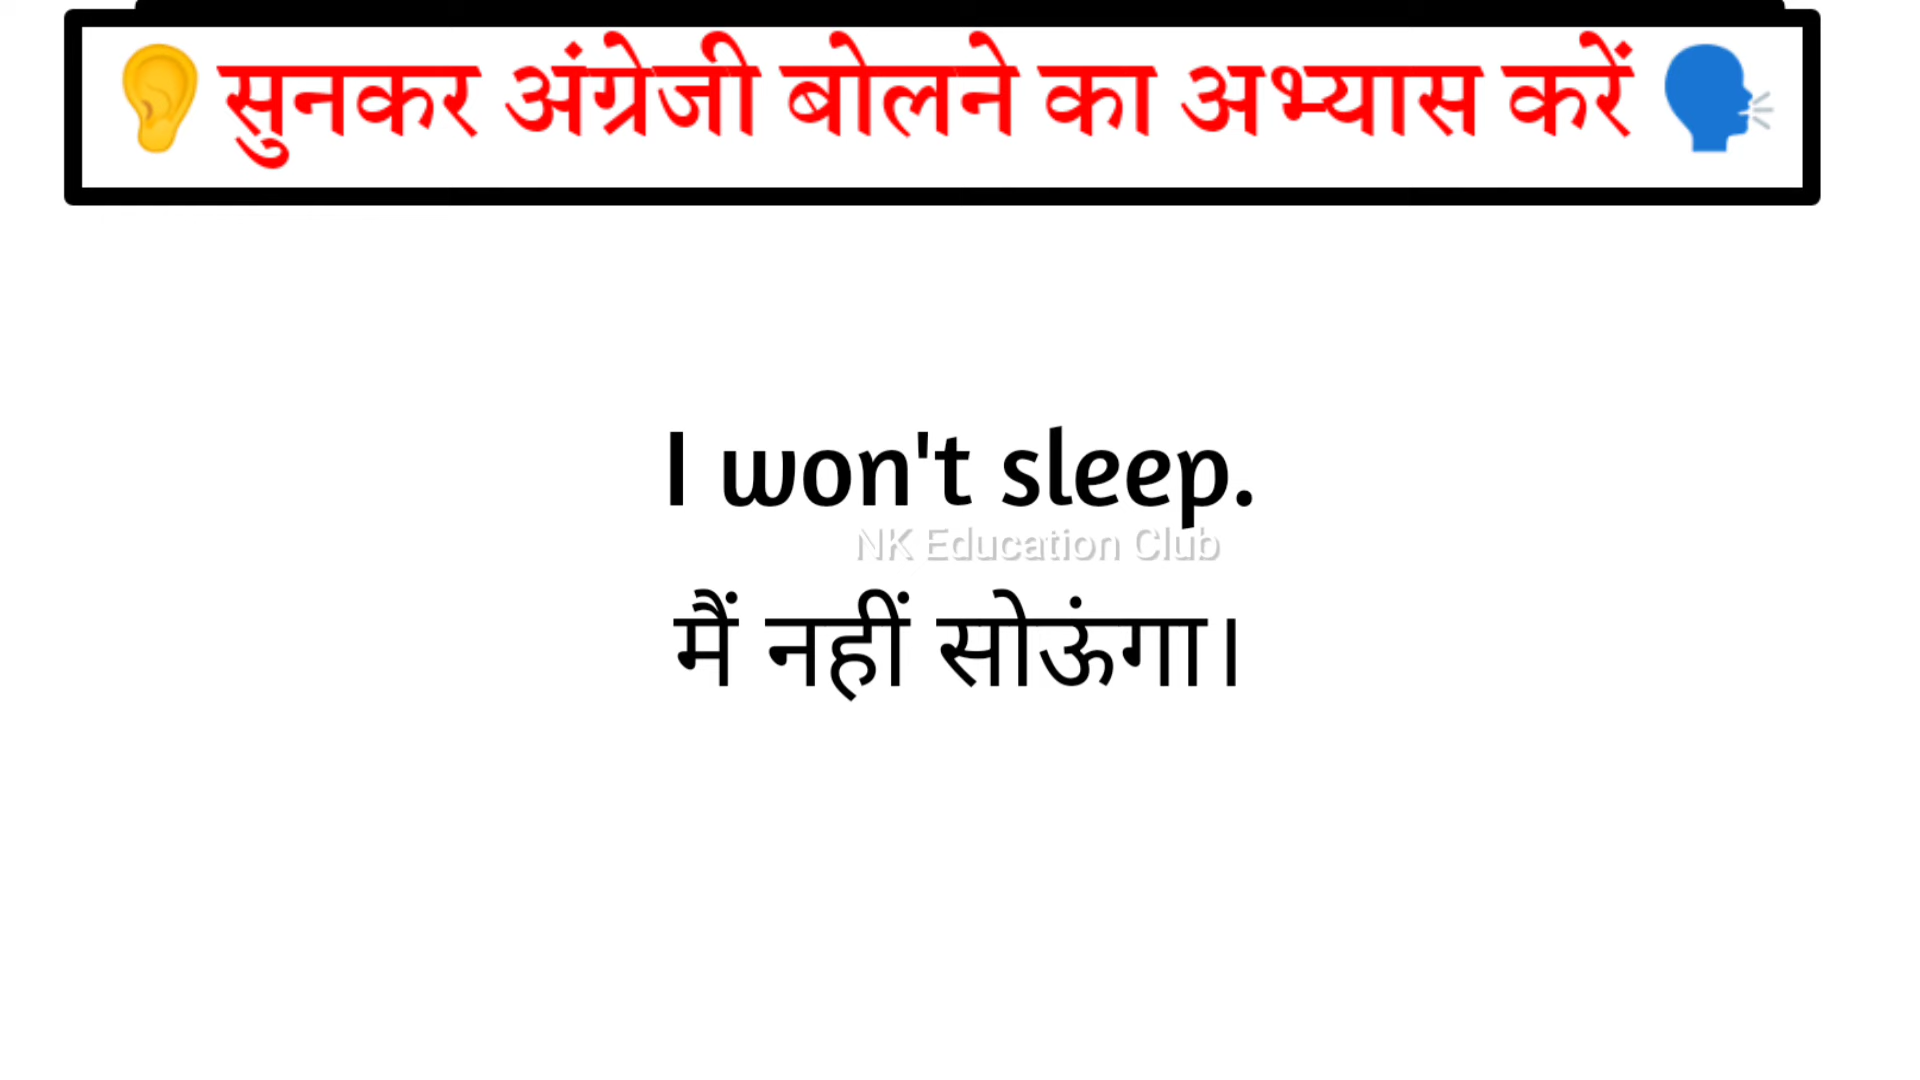 सुनकर अंग्रेजी बोलने का अभ्यास करें
I won't sleep.
NK Education Club
मैं नहीं सोऊंगा।